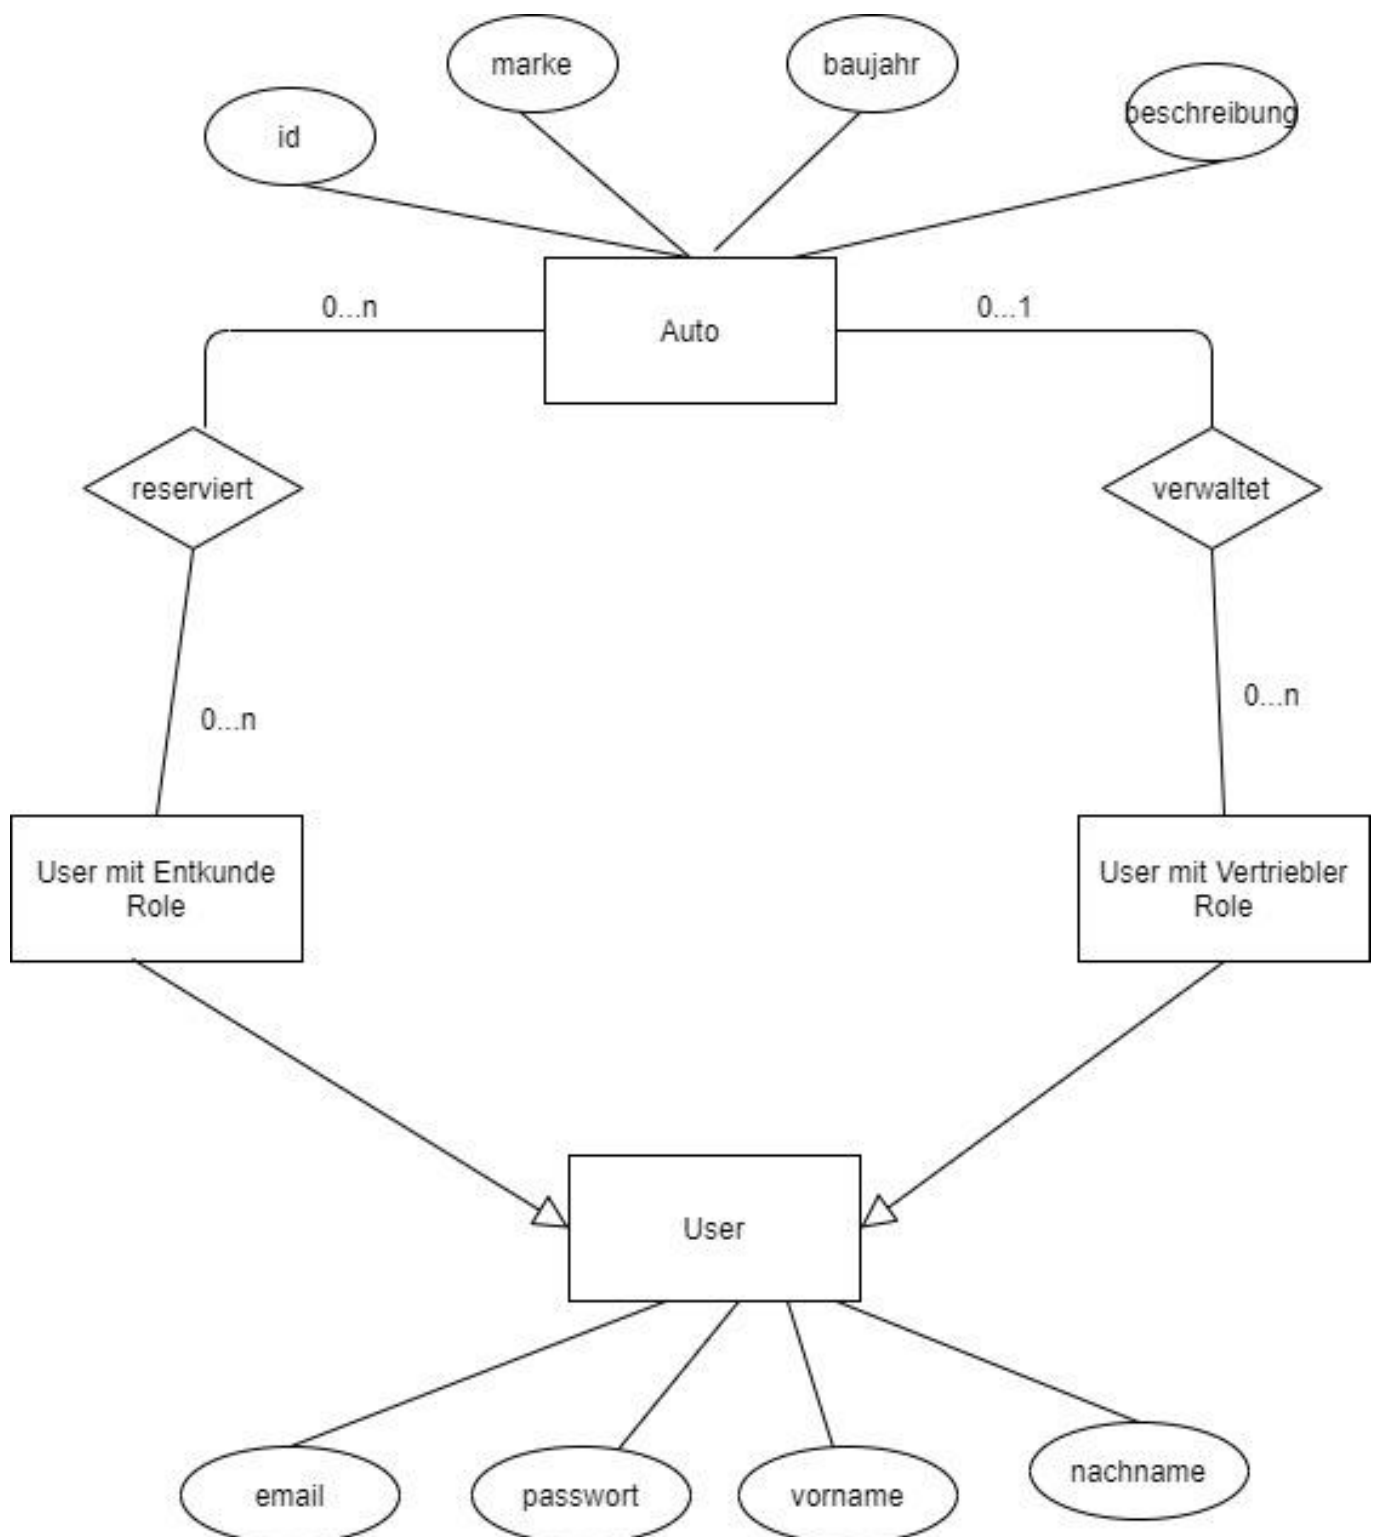 marke
baujahr
beschreibung
id
0...n
0...1
Auto
reserviert
verwaltet
0...n
0...n
User mit Entkunde
Role
User mit Vertriebler
Role
User
email
passwort
vorname
nachname